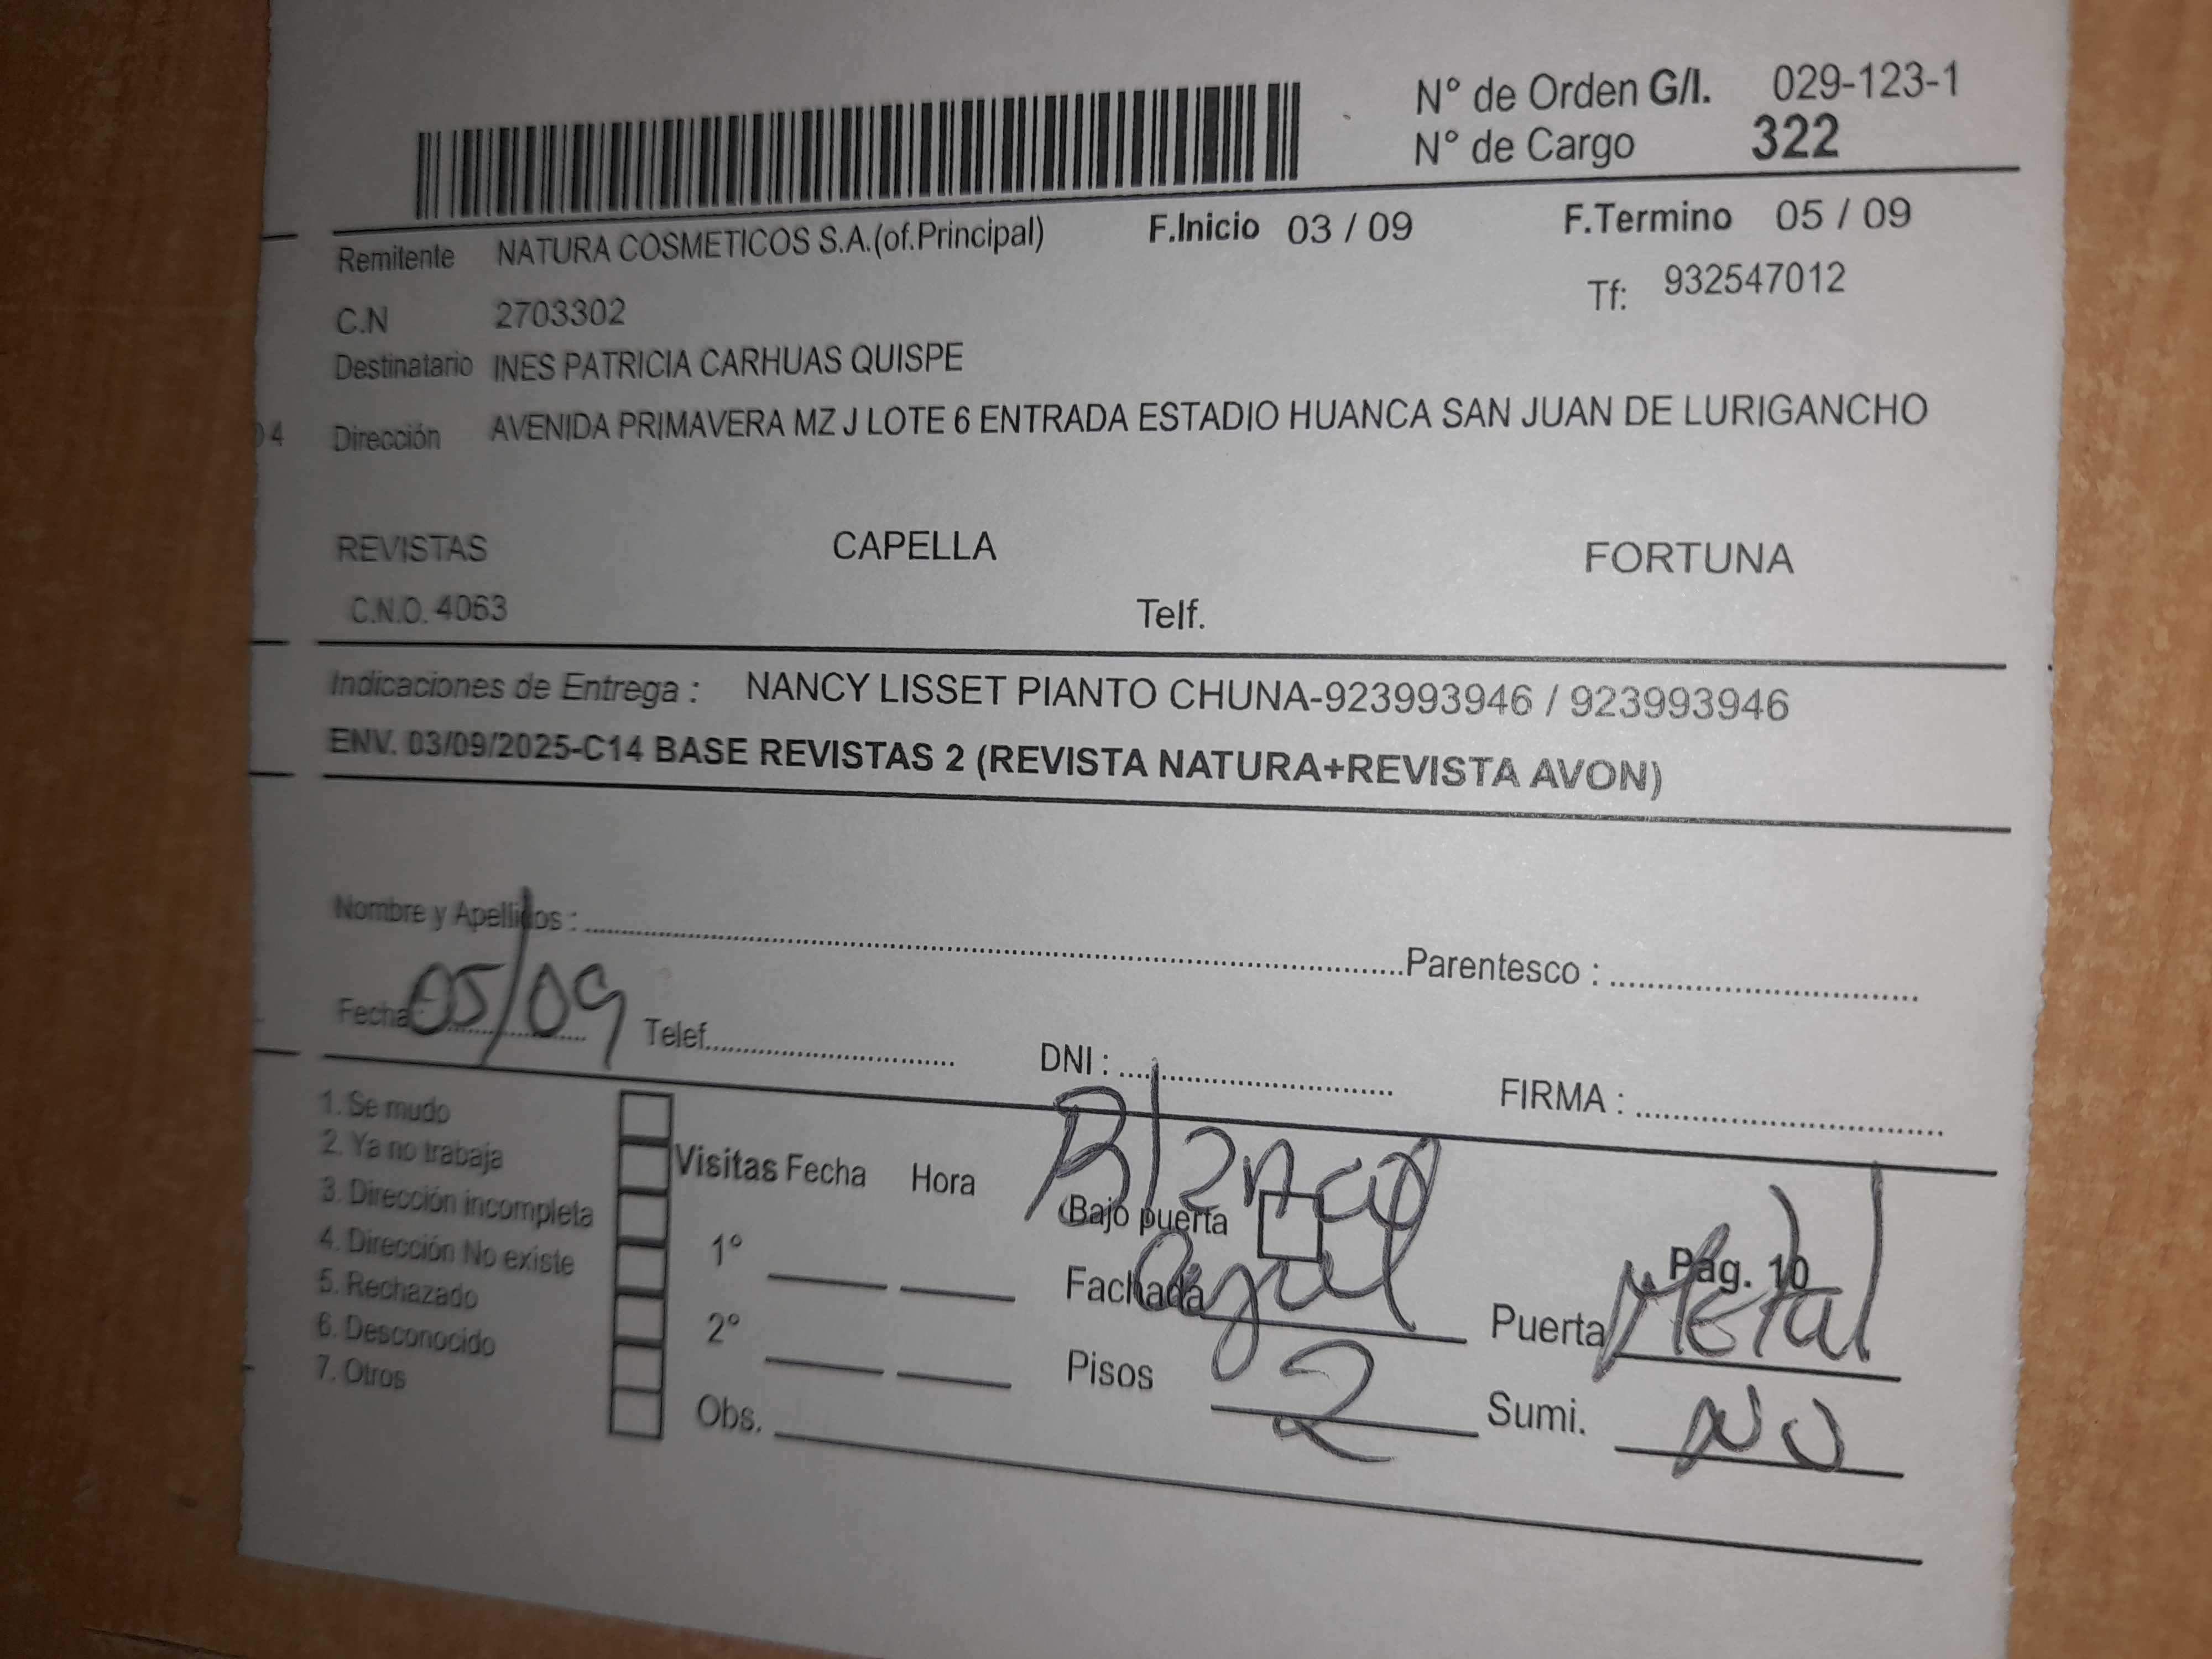 N° de Orden G/I. 029-123-1
N° de Cargo 322
Remitente NATURA COSMETICOS S.A.(of.Principal) F.Inicio 03 / 09 F.Termino 05 / 09
C.N 2703302 Tf: 932547012
Destinatario INES PATRICIA CARHUAS QUISPE
04 Dirección AVENIDA PRIMAVERA MZ J LOTE 6 ENTRADA ESTADIO HUANCA SAN JUAN DE LURIGANCHO
REVISTAS CAPELLA FORTUNA
C.N.O. 4063 Telf.
Indicaciones de Entrega : NANCY LISSET PIANTO CHUNA-923993946 / 923993946
ENV. 03/09/2025-C14 BASE REVISTAS 2 (REVISTA NATURA+REVISTA AVON)
Nombre y Apellidos : Parentesco :
Fecha: 05/09 Telef. DNI : FIRMA :
1. Se mudo
2. Ya no trabaja
3. Dirección incompleta
4. Dirección No existe
5. Rechazado
6. Desconocido
7. Otros
Visitas Fecha Hora
1°
2°
Obs.
Blanco
Bajo puerta
Fachada Azul
Pisos 2
Pág. 10
Puerta Metal
Sumi. NO